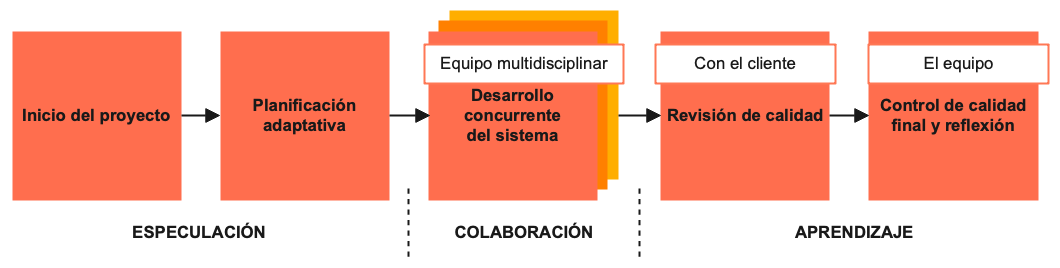 Inicio del proyecto
Planificación
adaptativa
Equipo multidisciplinar
Desarrollo
concurrente
del sistema
Con el cliente
Revisión de calidad
El equipo
Control de calidad
final y reflexión
ESPECULACIÓN
COLABORACIÓN
APRENDIZAJE